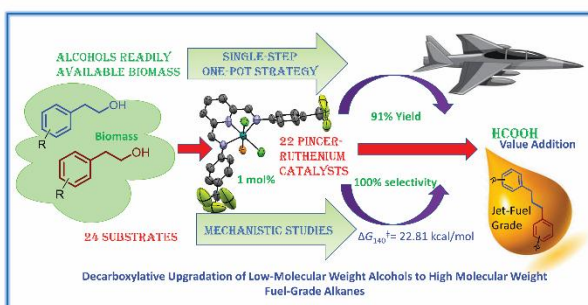 ALCOHOLS READILY
AVAILABLE BIOMASS
SINGLE-STEP
ONE-POT STRATEGY
OH
R
Biomass
OH
R
24 SUBSTRATES
1 mol%
22 PINCER-
RUTHENIUM
CATALYSTS
MECHANISTIC STUDIES
91% Yield
100% selectivity
ΔG₁₄₀‡= 22.81 kcal/mol
HCOOH
Value Addition
R
R
Jet-Fuel
Grade
Decarboxylative Upgradation of Low-Molecular Weight Alcohols to High Molecular Weight
Fuel-Grade Alkanes